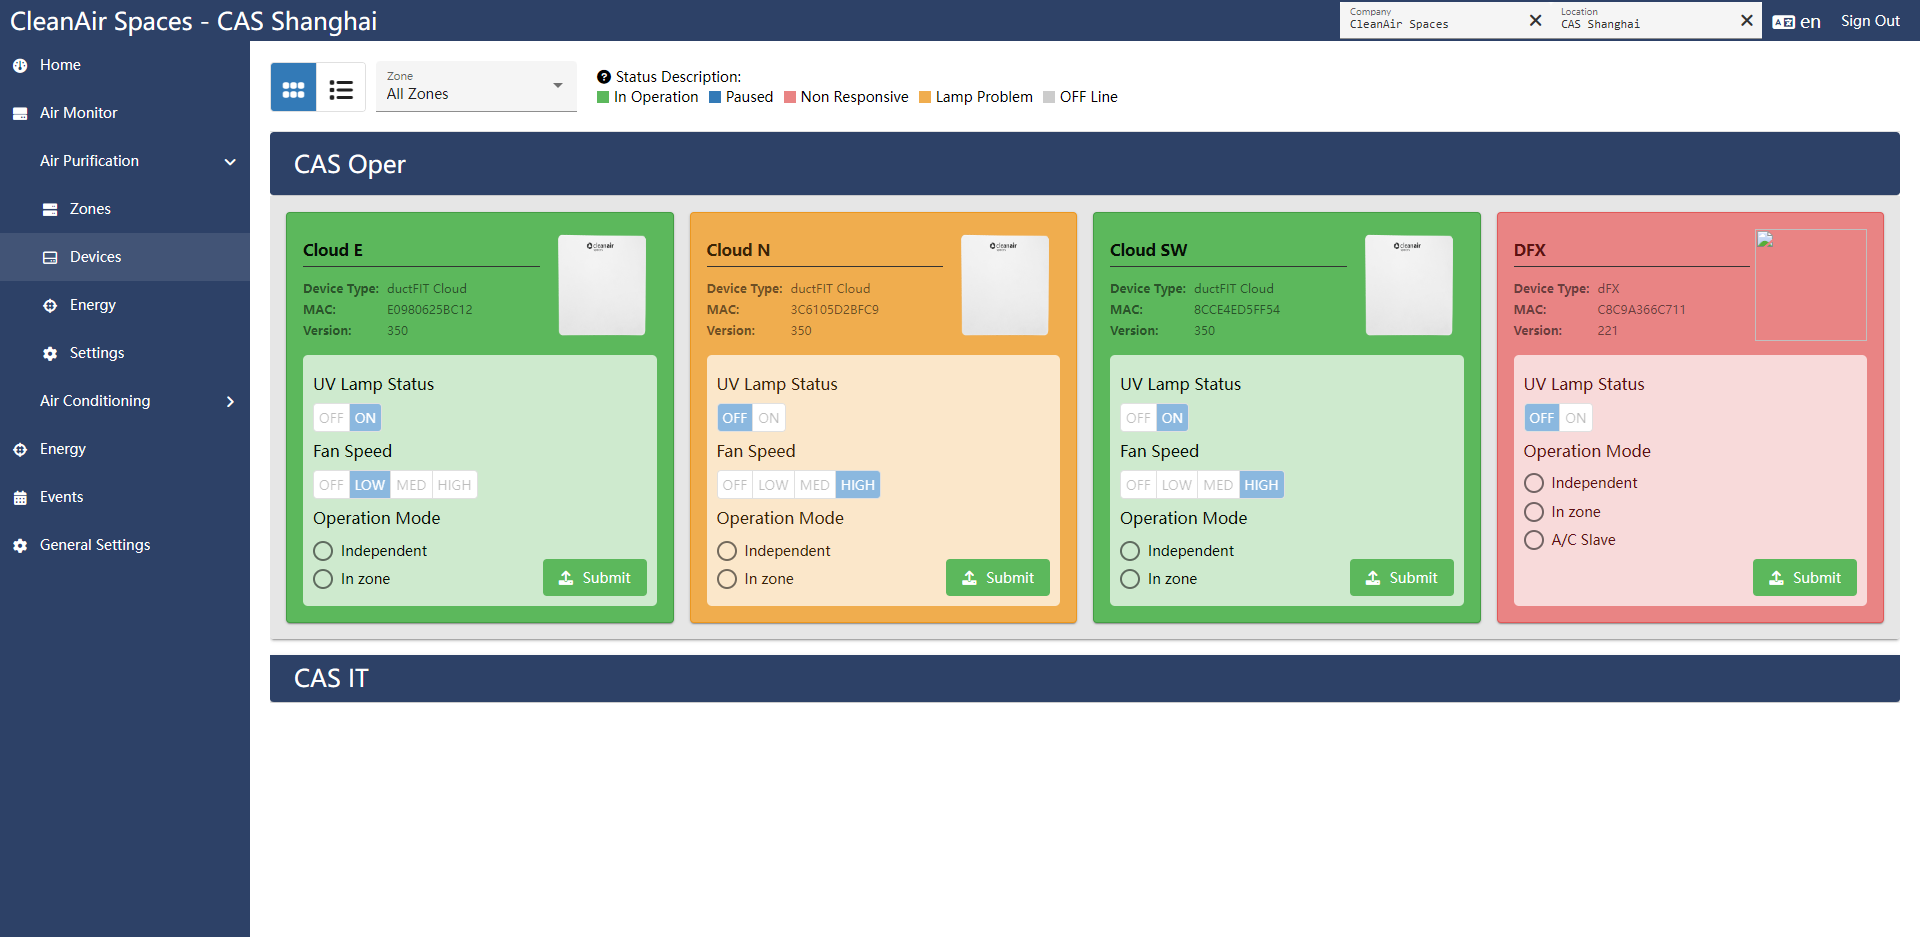 CleanAir Spaces - CAS Shanghai
Company
CleanAir Spaces
Location
CAS Shanghai
en
Sign Out
Home
Air Monitor
Air Purification
Zones
Devices
Energy
Settings
Air Conditioning
Energy
Events
General Settings
Zone
All Zones
Status Description:
In Operation Paused Non Responsive Lamp Problem OFF Line
CAS Oper
Cloud E
cleanair
Device Type: ductFIT Cloud
MAC: E0980625BC12
Version: 350
UV Lamp Status
OFF ON
Fan Speed
OFF LOW MED HIGH
Operation Mode
Independent
In zone
Submit
Cloud N
cleanair
Device Type: ductFIT Cloud
MAC: 3C6105D2BFC9
Version: 350
UV Lamp Status
OFF ON
Fan Speed
OFF LOW MED HIGH
Operation Mode
Independent
In zone
Submit
Cloud SW
cleanair
Device Type: ductFIT Cloud
MAC: 8CCE4ED5FF54
Version: 350
UV Lamp Status
OFF ON
Fan Speed
OFF LOW MED HIGH
Operation Mode
Independent
In zone
Submit
DFX
Device Type: dFX
MAC: C8C9A366C711
Version: 221
UV Lamp Status
OFF ON
Operation Mode
Independent
In zone
A/C Slave
Submit
CAS IT